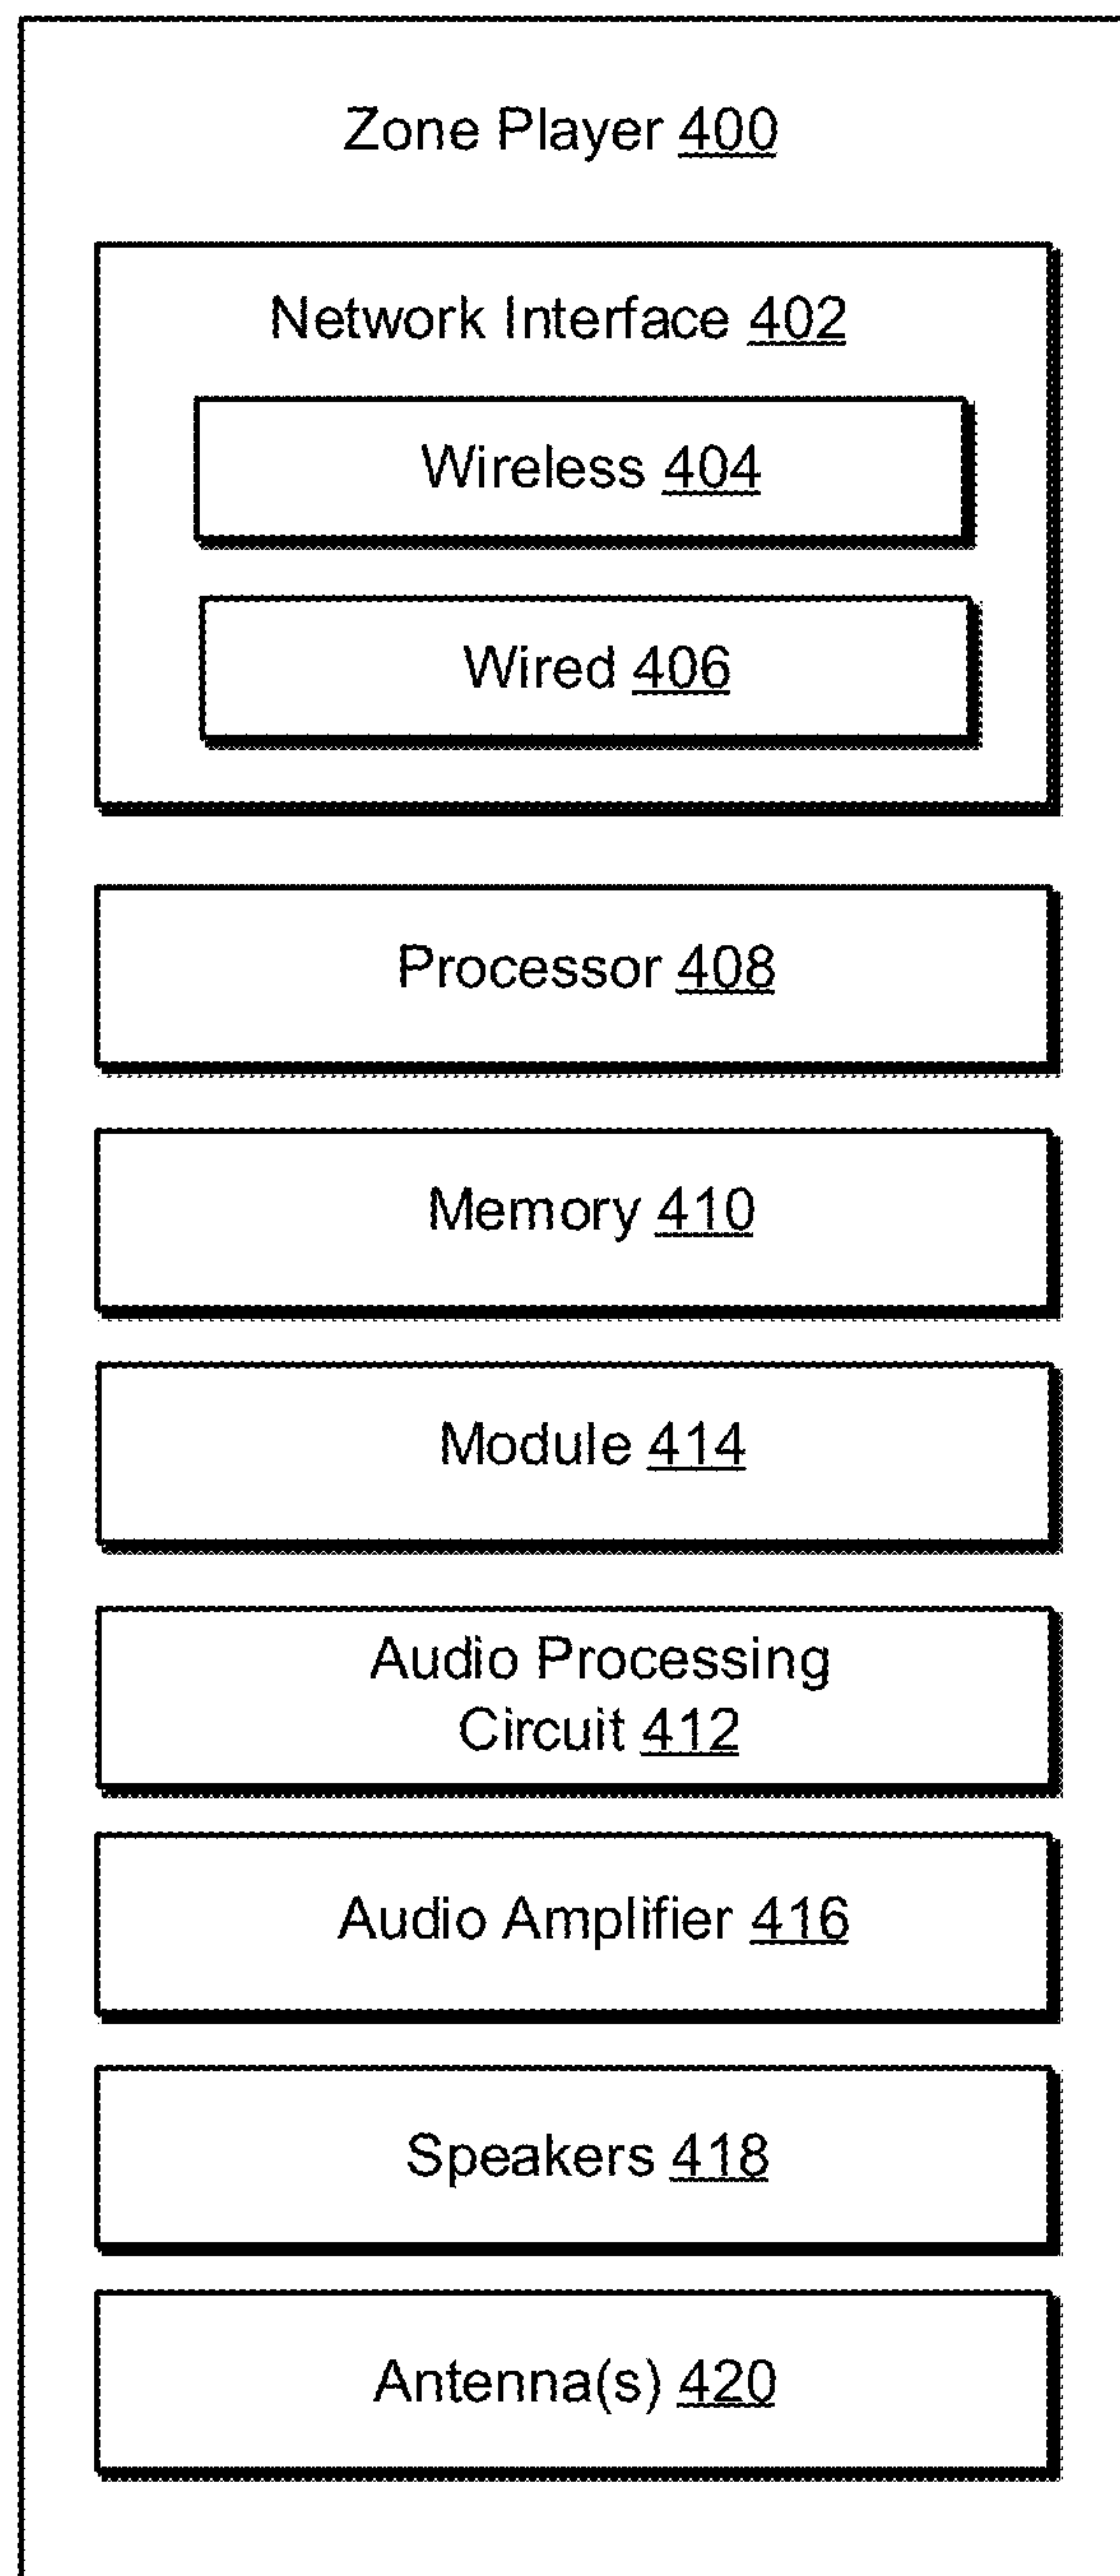 Zone Player 400
Network Interface 402
Wireless 404
Wired 406
Processor 408
Memory 410
Module 414
Audio Processing
Circuit 412
Audio Amplifier 416
Speakers 418
Antenna(s) 420